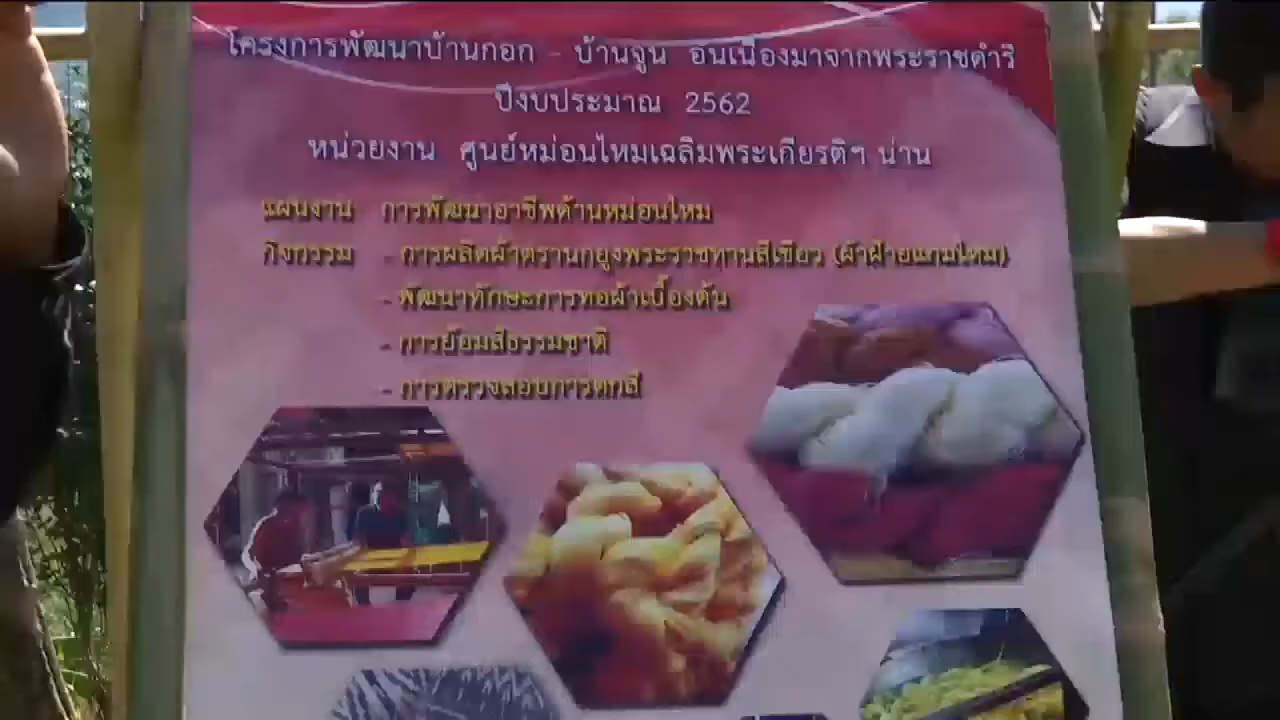 โครงการพัฒนาบ้านกอก - บ้านจูน อันเนื่องมาจากพระราชดำริ
ปีงบประมาณ 2562
หน่วยงาน ศูนย์หม่อนไหมเฉลิมพระเกียรติฯ น่าน
แผนงาน การพัฒนาอาชีพด้านหม่อนไหม
กิจกรรม - การผลิตผ้าตรานกยูงพระราชทานสีเขียว (ผ้าฝ้ายแกมไหม)
- พัฒนาทักษะการทอผ้าเบื้องต้น
- การย้อมสีธรรมชาติ
- การตรวจสอบการตกสี